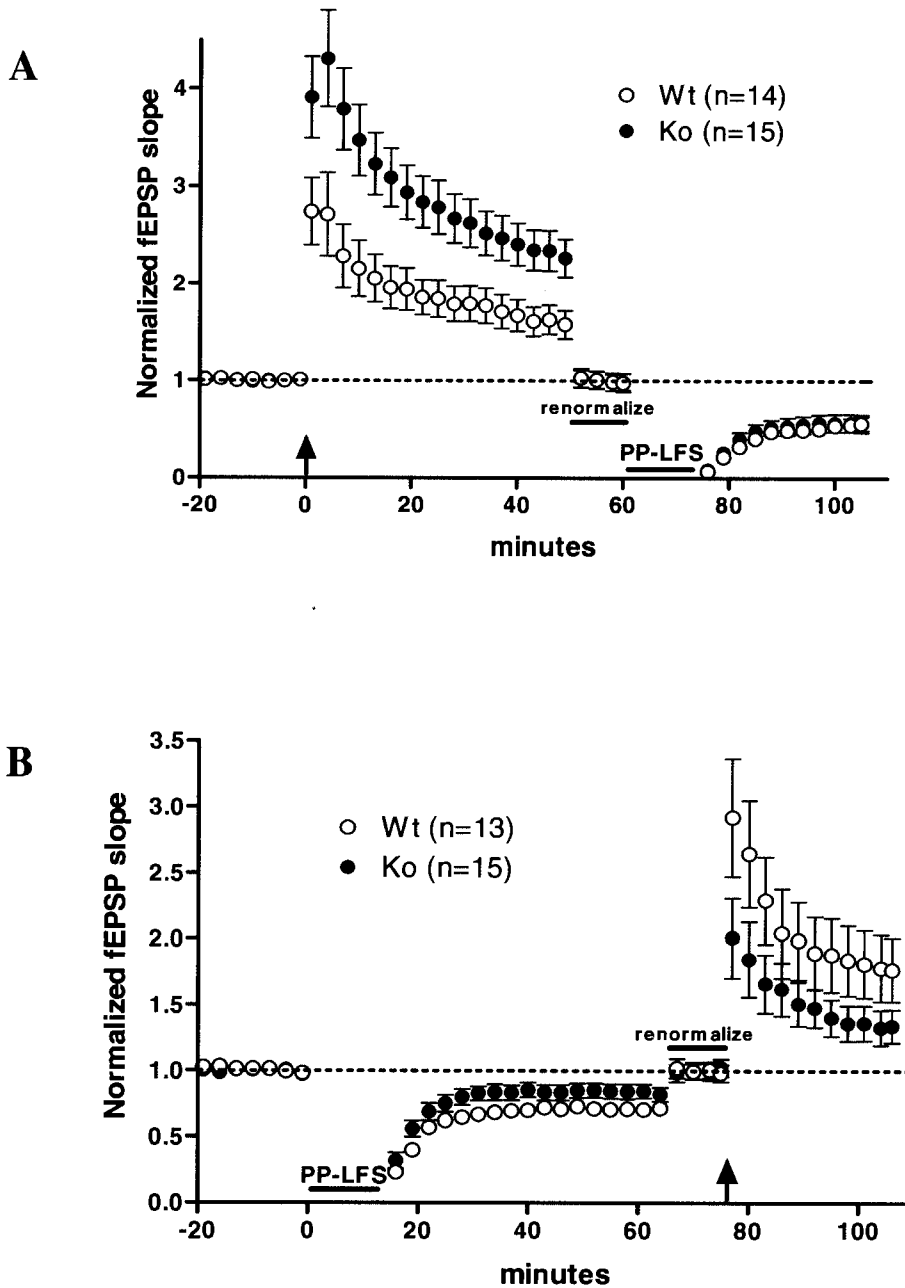 A
Normalized fEPSP slope
4
3
2
1
0
Wt (n=14)
Ko (n=15)
renormalize
PP-LFS
-20 0 20 40 60 80 100
minutes
B
Normalized fEPSP slope
3.5
3.0
2.5
2.0
1.5
1.0
0.5
0.0
Wt (n=13)
Ko (n=15)
renormalize
PP-LFS
-20 0 20 40 60 80 100
minutes